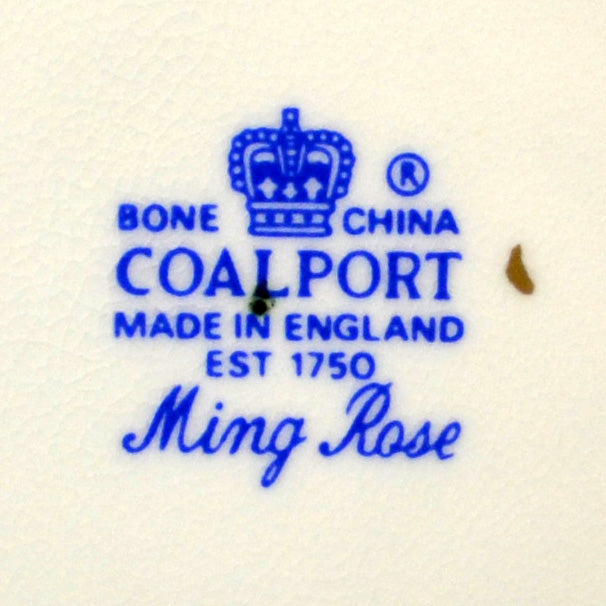 ®
BONE CHINA
COALPORT
MADE IN ENGLAND
EST 1750
Ming Rose